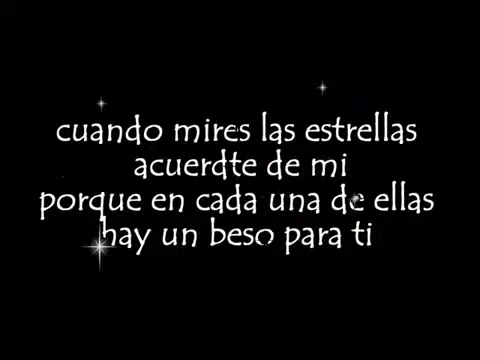 cuando mires las estrellas
acuerdte de mi
porque en cada una de ellas
hay un beso para ti